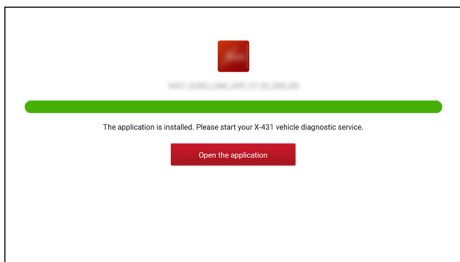 The application is installed. Please start your X-431 vehicle diagnostic service.
Open the application